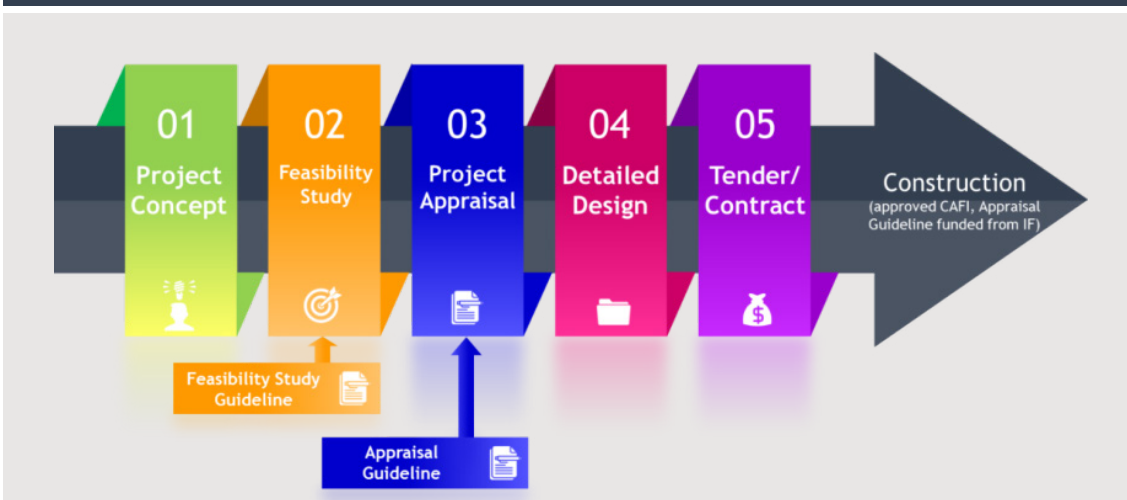 01
Project
Concept
02
Feasibility
Study
03
Project
Appraisal
04
Detailed
Design
05
Tender/
Contract
$
Construction
(approved CAFI, Appraisal
Guideline funded from IF)
Feasibility Study
Guideline
Appraisal
Guideline